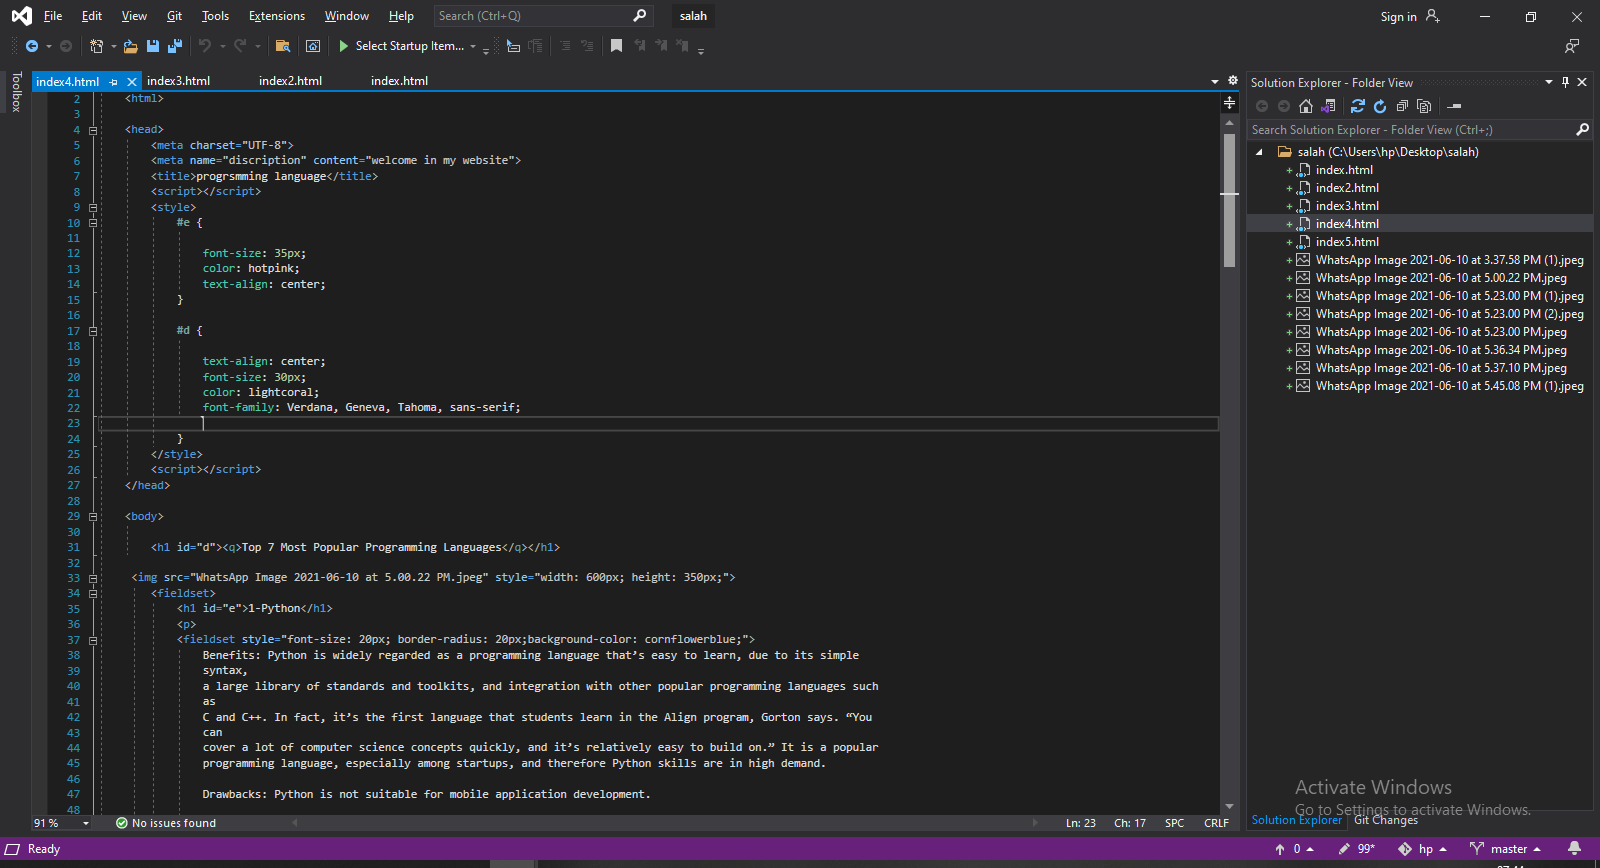 File Edit View Git Tools Extensions Window Help Search (Ctrl+Q) salah Sign in
Select Startup Item...
Toolbox
index4.html index3.html index2.html index.html
2 <html>
3
4 <head>
5 <meta charset="UTF-8">
6 <meta name="discription" content="welcome in my website">
7 <title>progrsmming language</title>
8 <script></script>
9 <style>
10 #e {
11
12 font-size: 35px;
13 color: hotpink;
14 text-align: center;
15 }
16
17 #d {
18
19 text-align: center;
20 font-size: 30px;
21 color: lightcoral;
22 font-family: Verdana, Geneva, Tahoma, sans-serif;
23
24 }
25 </style>
26 <script></script>
27 </head>
28
29 <body>
30
31 <h1 id="d"><q>Top 7 Most Popular Programming Languages</q></h1>
32
33 <img src="WhatsApp Image 2021-06-10 at 5.00.22 PM.jpeg" style="width: 600px; height: 350px;">
34 <fieldset>
35 <h1 id="e">1-Python</h1>
36 <p>
37 <fieldset style="font-size: 20px; border-radius: 20px;background-color: cornflowerblue;">
38 Benefits: Python is widely regarded as a programming language that’s easy to learn, due to its simple
39 syntax,
40 a large library of standards and toolkits, and integration with other popular programming languages such
41 as
42 C and C++. In fact, it’s the first language that students learn in the Align program, Gorton says. “You
43 can
44 cover a lot of computer science concepts quickly, and it’s relatively easy to build on.” It is a popular
45 programming language, especially among startups, and therefore Python skills are in high demand.
46
47 Drawbacks: Python is not suitable for mobile application development.
48
91 % No issues found Ln: 23 Ch: 17 SPC CRLF
Solution Explorer - Folder View
Search Solution Explorer - Folder View (Ctrl+;)
salah (C:\Users\hp\Desktop\salah)
index.html
index2.html
index3.html
index4.html
index5.html
WhatsApp Image 2021-06-10 at 3.37.58 PM (1).jpeg
WhatsApp Image 2021-06-10 at 5.00.22 PM.jpeg
WhatsApp Image 2021-06-10 at 5.23.00 PM (1).jpeg
WhatsApp Image 2021-06-10 at 5.23.00 PM (2).jpeg
WhatsApp Image 2021-06-10 at 5.23.00 PM.jpeg
WhatsApp Image 2021-06-10 at 5.36.34 PM.jpeg
WhatsApp Image 2021-06-10 at 5.37.10 PM.jpeg
WhatsApp Image 2021-06-10 at 5.45.08 PM (1).jpeg
Activate Windows
Go to Settings to activate Windows.
Solution Explorer Git Changes
Ready 0 99* hp master